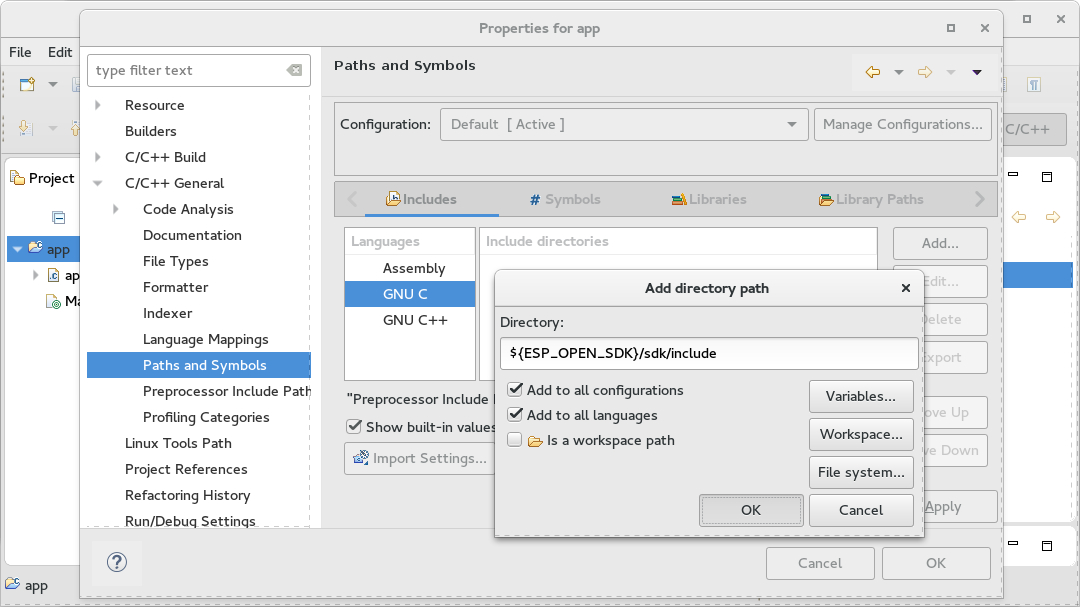 Properties for app
File Edit
type filter text
Resource
Builders
C/C++ Build
C/C++ General
Code Analysis
Documentation
File Types
Formatter
Indexer
Language Mappings
Paths and Symbols
Preprocessor Include Path
Profiling Categories
Linux Tools Path
Project References
Refactoring History
Run/Debug Settings
Project
app
ap
Ma
app
Paths and Symbols
Configuration: Default [ Active ] Manage Configurations...
C/C++
Includes # Symbols Libraries Library Paths
Languages
Assembly
GNU C
GNU C++
Include directories
Add...
Edit...
Delete
Export
Move Up
Move Down
"Preprocessor Include
Show built-in values
Import Settings...
Apply
Add directory path
Directory:
${ESP_OPEN_SDK}/sdk/include
Add to all configurations
Add to all languages
Is a workspace path
Variables...
Workspace...
File system...
OK Cancel
? Cancel OK